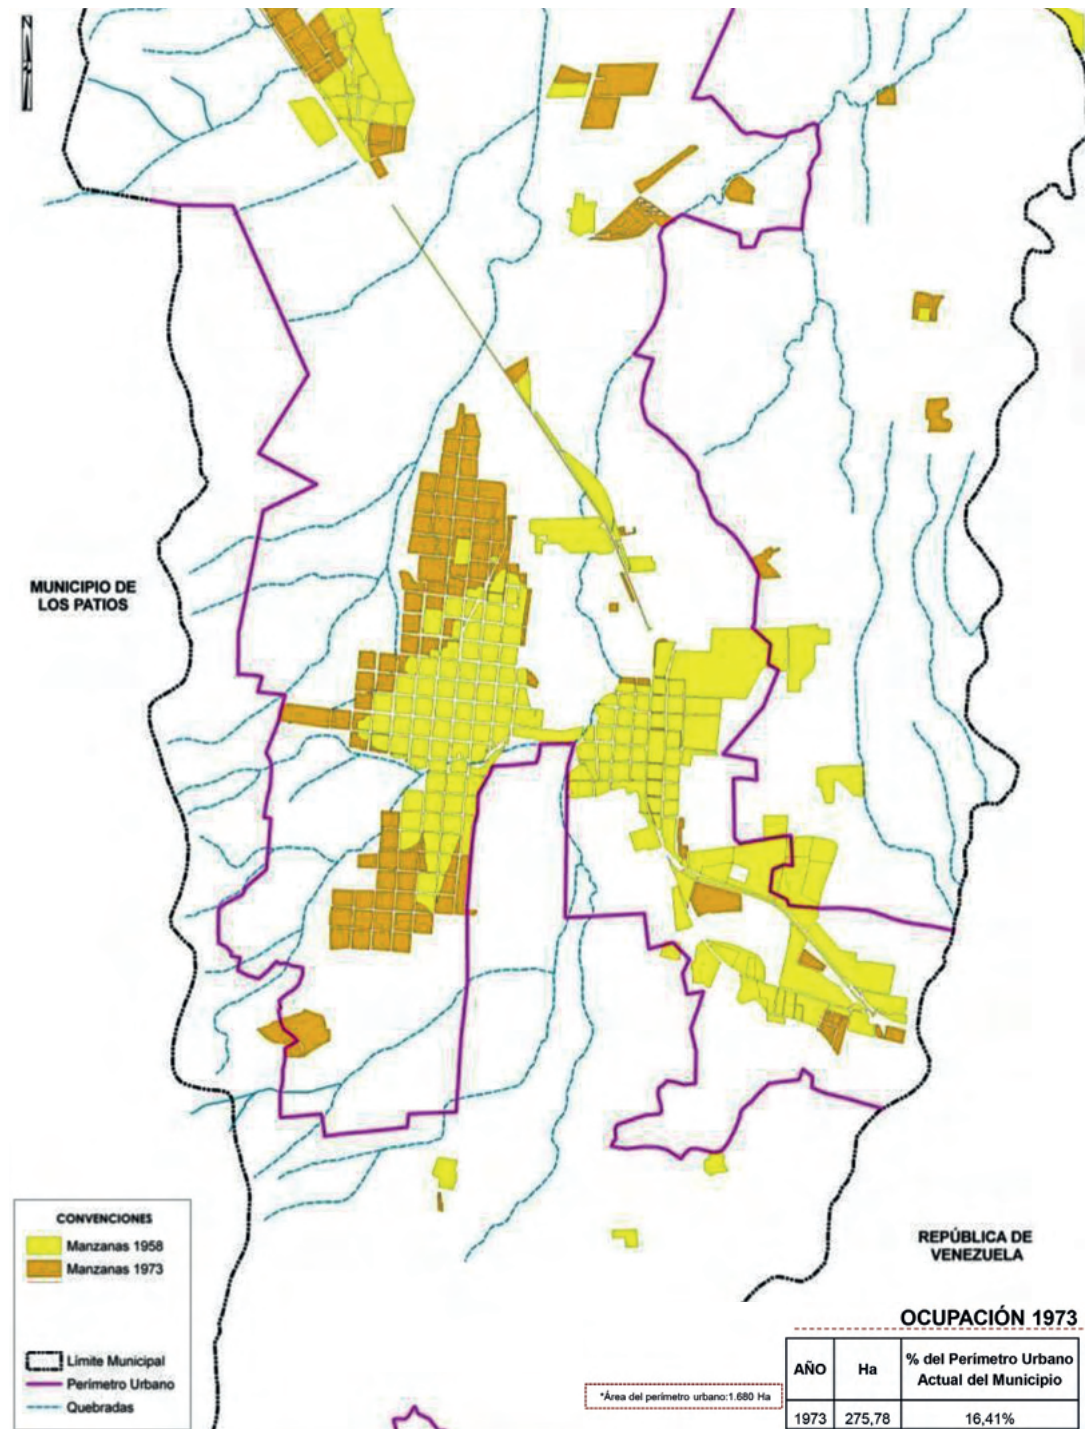 N
MUNICIPIO DE
LOS PATIOS
CONVENCIONES
Manzanas 1958
Manzanas 1973
Límite Municipal
Perímetro Urbano
Quebradas
REPÚBLICA DE
VENEZUELA
OCUPACIÓN 1973
*Área del perímetro urbano:1.680 Ha
AÑO Ha % del Perímetro Urbano
Actual del Municipio
1973 275,78 16,41%